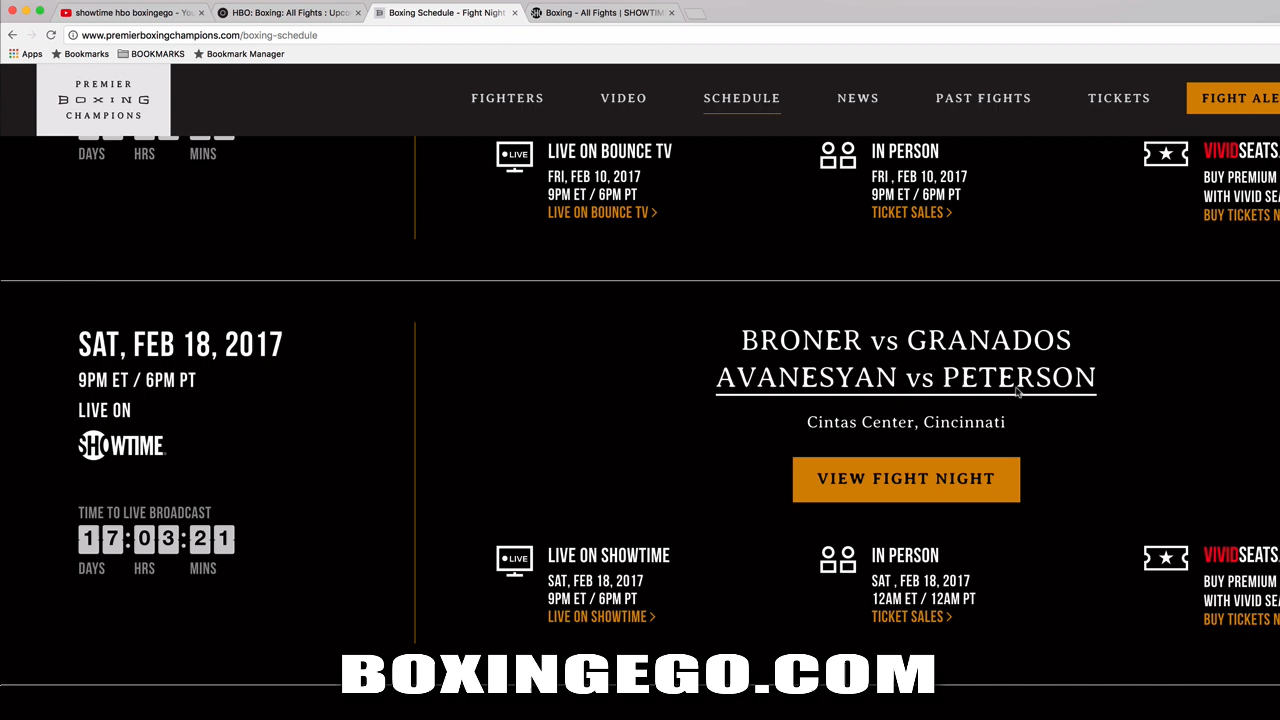 showtime hbo boxingego - Yo
HBO: Boxing: All Fights : Upco
Boxing Schedule - Fight Night
Boxing - All Fights | SHOWTIM
www.premierboxingchampions.com/boxing-schedule
Apps
Bookmarks
BOOKMARKS
Bookmark Manager
PREMIER
BOXING
CHAMPIONS
FIGHTERS
VIDEO
SCHEDULE
NEWS
PAST FIGHTS
TICKETS
FIGHT ALE
DAYS HRS MINS
LIVE ON BOUNCE TV
FRI, FEB 10, 2017
9PM ET / 6PM PT
LIVE ON BOUNCE TV >
IN PERSON
FRI , FEB 10, 2017
9PM ET / 6PM PT
TICKET SALES >
VIVIDSEATS.
BUY PREMIUM
WITH VIVID SEA
BUY TICKETS N
SAT, FEB 18, 2017
9PM ET / 6PM PT
LIVE ON
SHOWTIME
TIME TO LIVE BROADCAST
17:03:21
DAYS HRS MINS
BRONER vs GRANADOS
AVANESYAN vs PETERSON
Cintas Center, Cincinnati
VIEW FIGHT NIGHT
LIVE
LIVE ON SHOWTIME
SAT, FEB 18, 2017
9PM ET / 6PM PT
LIVE ON SHOWTIME >
IN PERSON
SAT , FEB 18, 2017
12AM ET / 12AM PT
TICKET SALES >
VIVIDSEATS.
BUY PREMIUM
WITH VIVID SEA
BUY TICKETS N
BOXINGEGO.COM